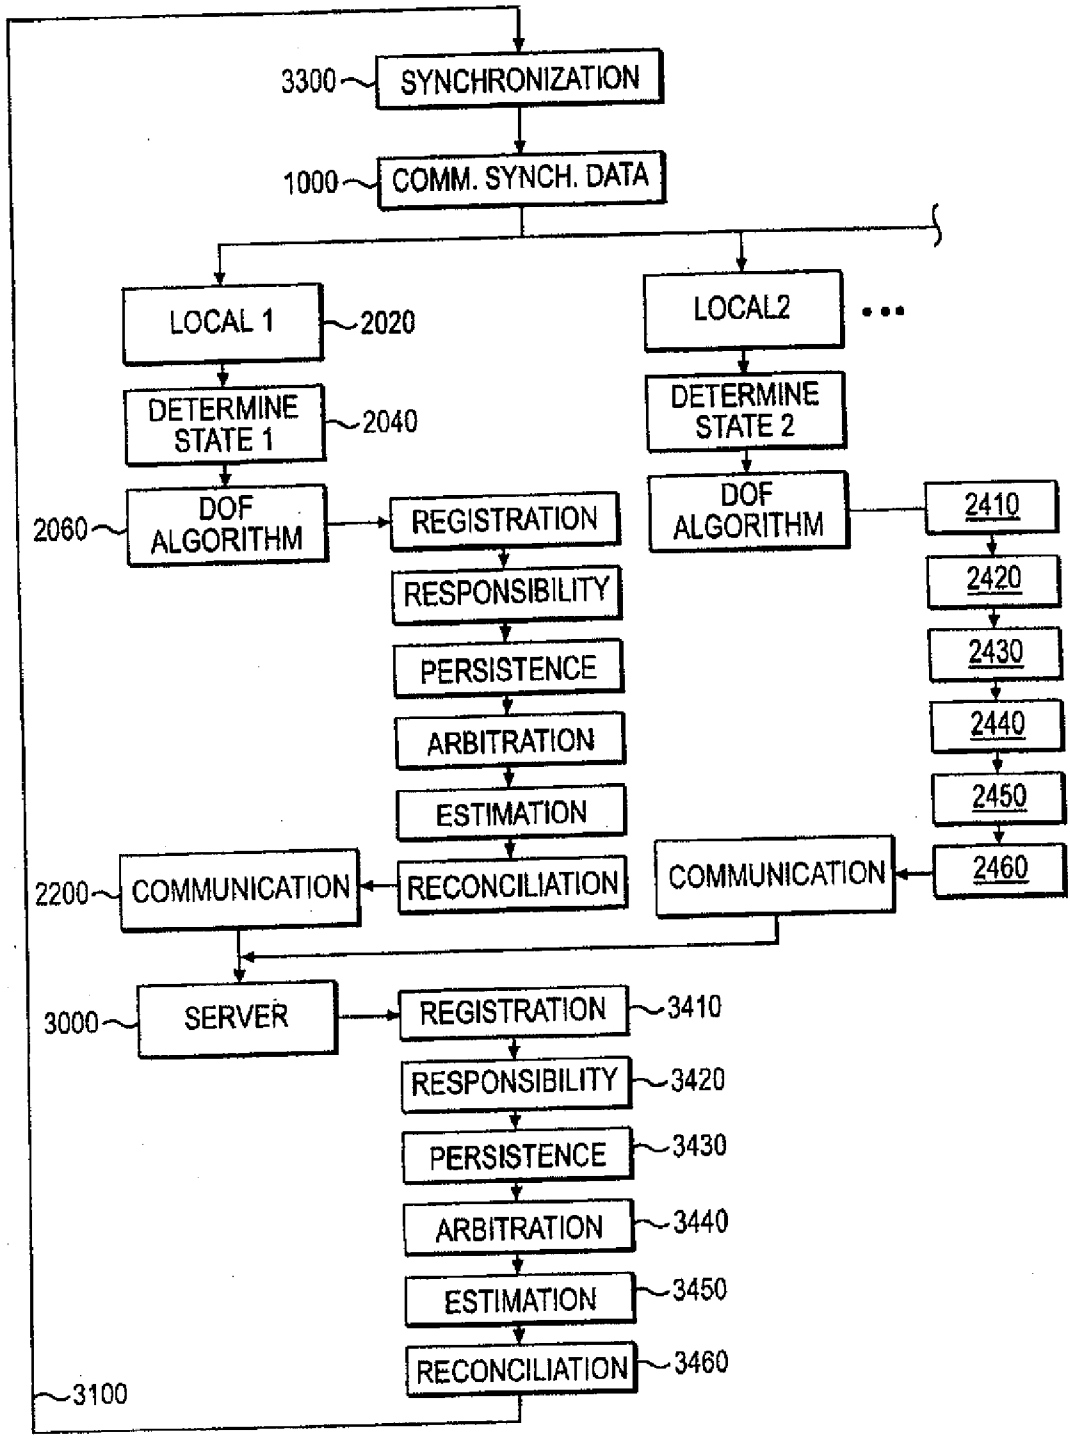 3300 SYNCHRONIZATION
1000 COMM. SYNCH. DATA
LOCAL 1 2020
DETERMINE
STATE 1 2040
2060 DOF
ALGORITHM
REGISTRATION
RESPONSIBILITY
PERSISTENCE
ARBITRATION
ESTIMATION
RECONCILIATION
2200 COMMUNICATION
LOCAL2 •••
DETERMINE
STATE 2
DOF
ALGORITHM
2410
2420
2430
2440
2450
2460
COMMUNICATION
3000 SERVER
REGISTRATION 3410
RESPONSIBILITY 3420
PERSISTENCE 3430
ARBITRATION 3440
ESTIMATION 3450
RECONCILIATION 3460
3100